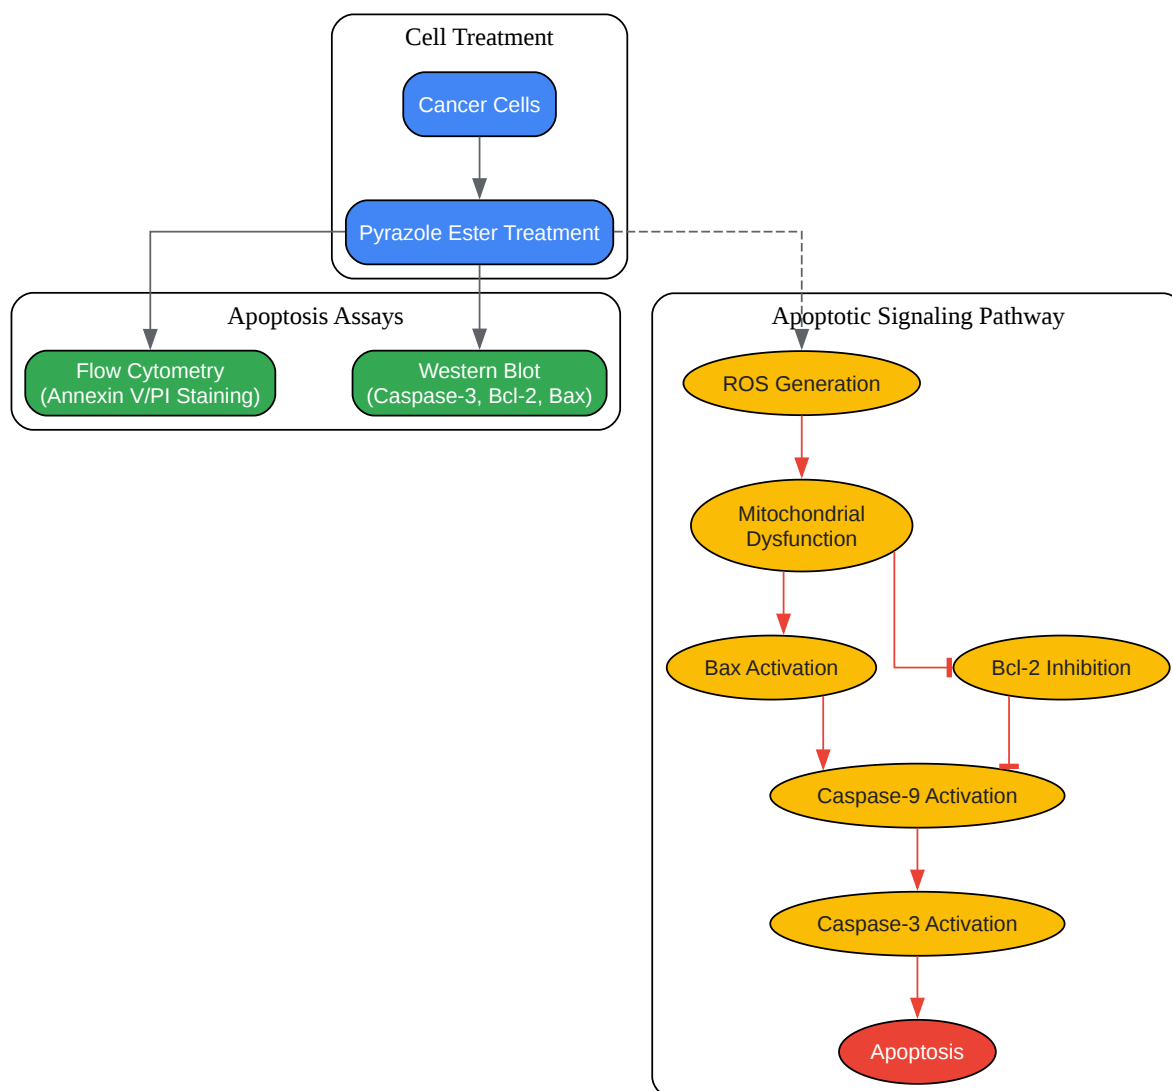 Cell Treatment
Cancer Cells
Pyrazole Ester Treatment
Apoptosis Assays
Flow Cytometry
(Annexin V/PI Staining)
Western Blot
(Caspase-3, Bcl-2, Bax)
Apoptotic Signaling Pathway
ROS Generation
Mitochondrial
Dysfunction
Bax Activation
Bcl-2 Inhibition
Caspase-9 Activation
Caspase-3 Activation
Apoptosis